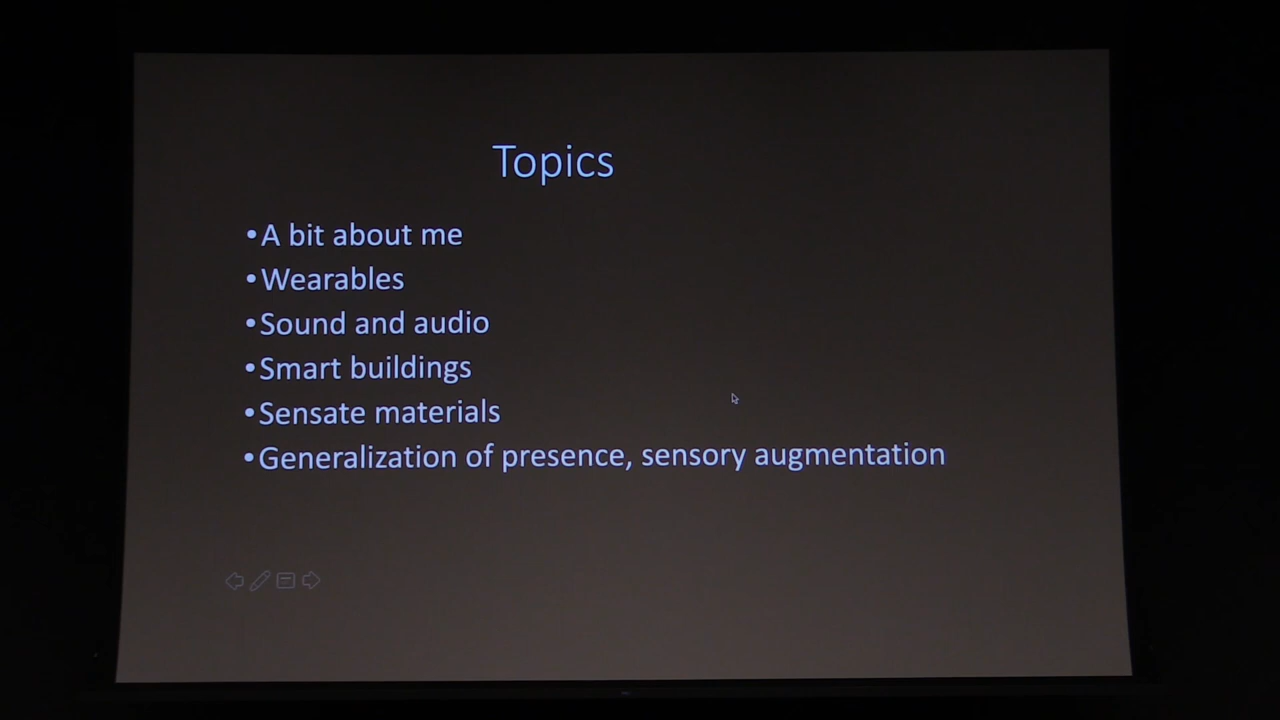 Topics
•A bit about me
•Wearables
•Sound and audio
•Smart buildings
•Sensate materials
•Generalization of presence, sensory augmentation